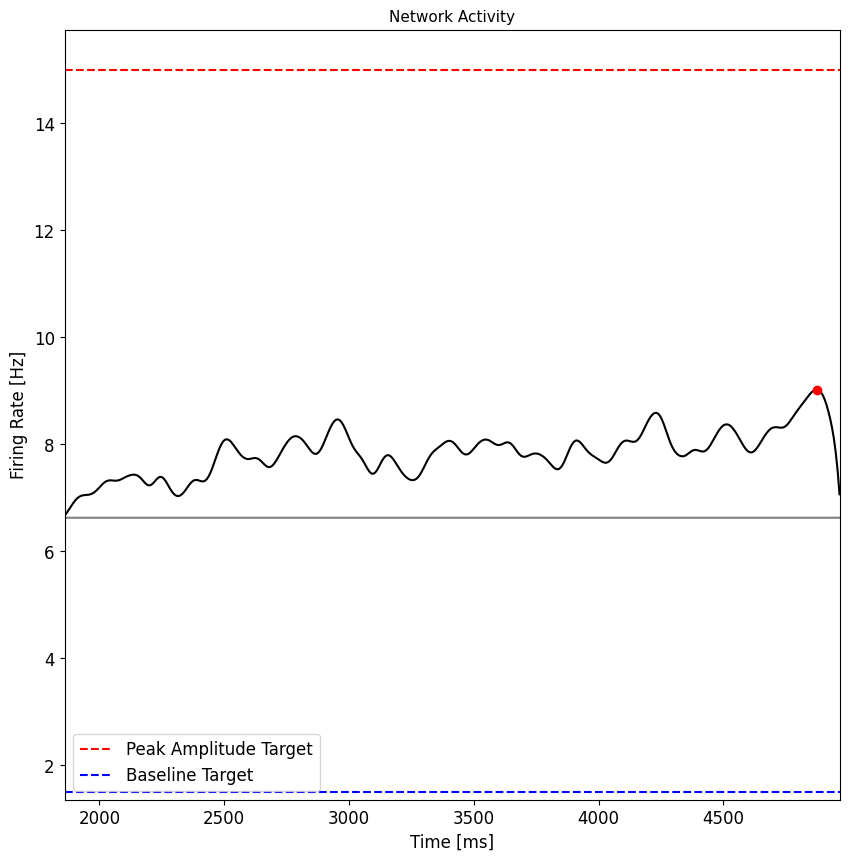 Network Activity
Firing Rate [Hz]
14
12
10
8
6
4
2
Peak Amplitude Target
Baseline Target
2000 2500 3000 3500 4000 4500
Time [ms]